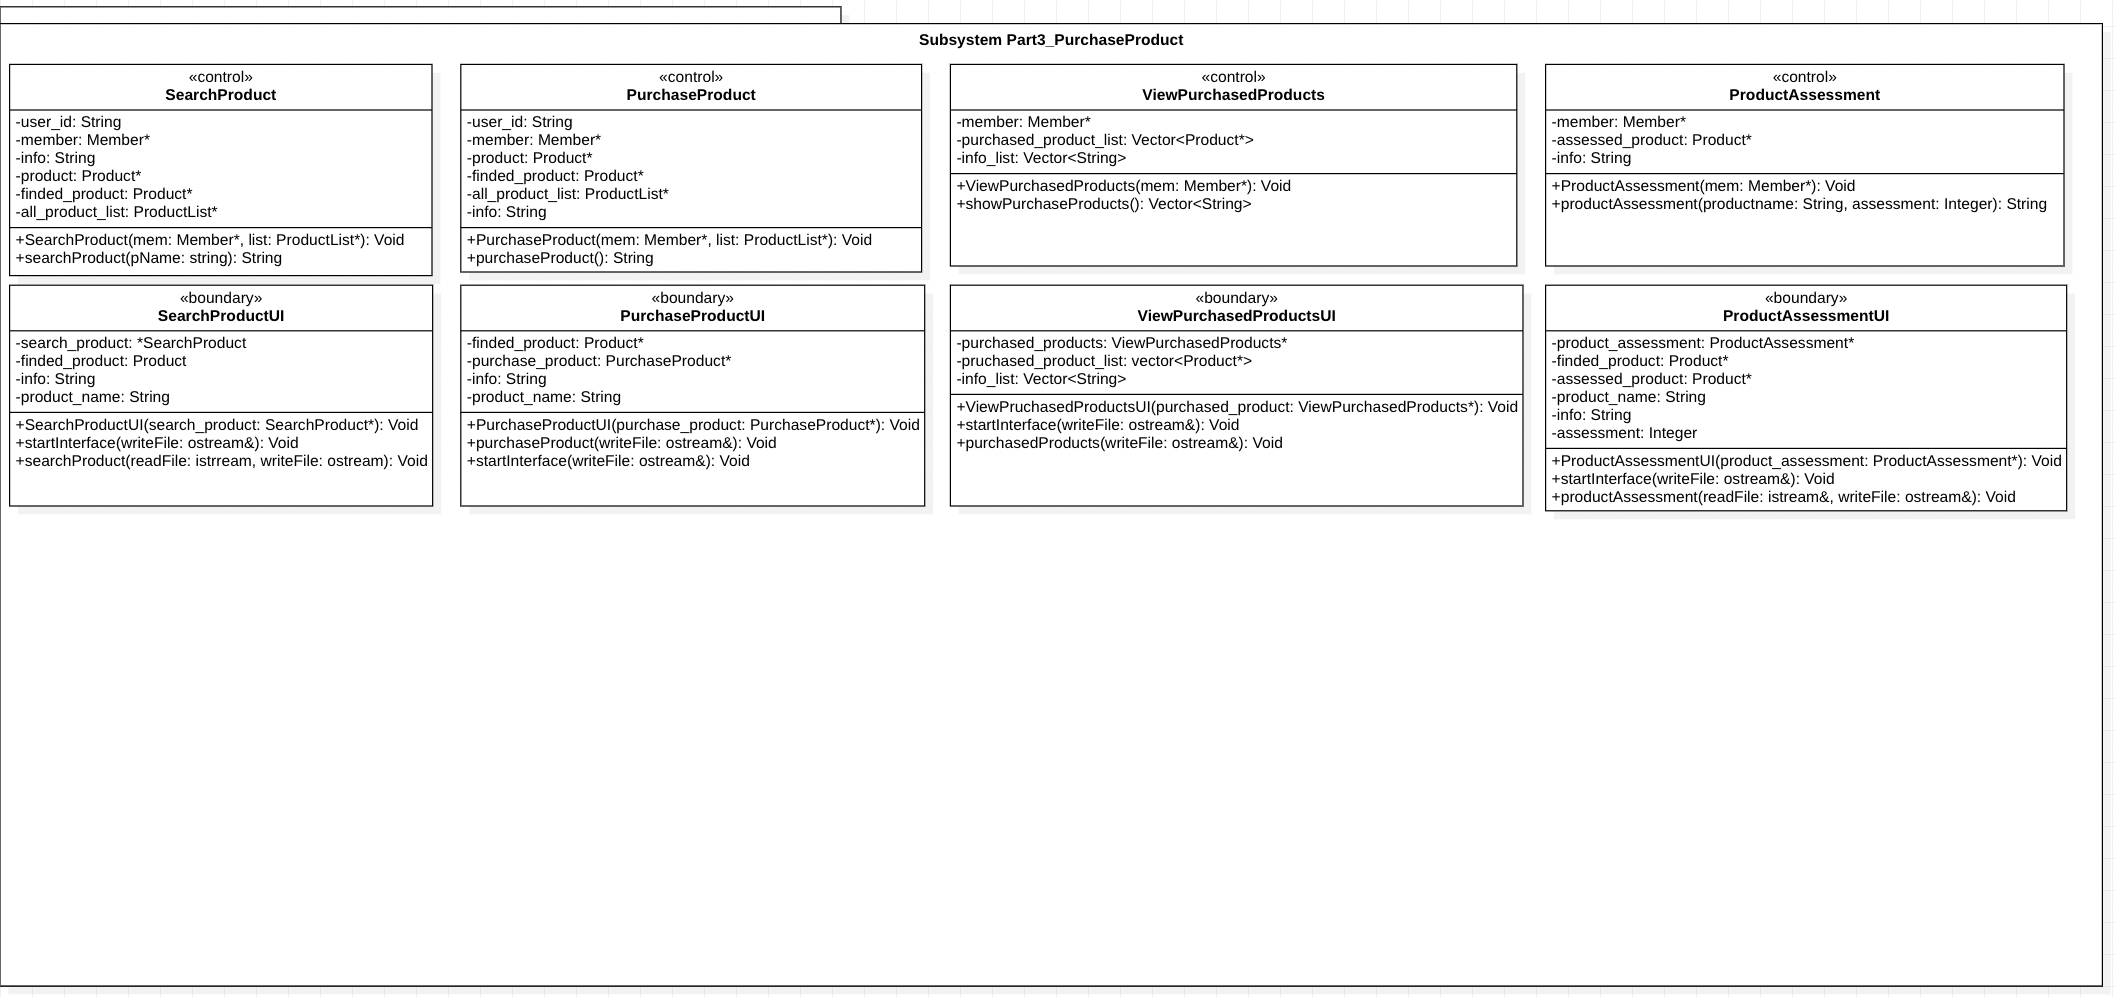 Subsystem Part3_PurchaseProduct
«control»
SearchProduct
-user_id: String
-member: Member*
-info: String
-product: Product*
-finded_product: Product*
-all_product_list: ProductList*
+SearchProduct(mem: Member*, list: ProductList*): Void
+searchProduct(pName: string): String
«control»
PurchaseProduct
-user_id: String
-member: Member*
-product: Product*
-finded_product: Product*
-all_product_list: ProductList*
-info: String
+PurchaseProduct(mem: Member*, list: ProductList*): Void
+purchaseProduct(): String
«control»
ViewPurchasedProducts
-member: Member*
-purchased_product_list: Vector<Product*>
-info_list: Vector<String>
+ViewPurchasedProducts(mem: Member*): Void
+showPurchaseProducts(): Vector<String>
«control»
ProductAssessment
-member: Member*
-assessed_product: Product*
-info: String
+ProductAssessment(mem: Member*): Void
+productAssessment(productname: String, assessment: Integer): String
«boundary»
SearchProductUI
-search_product: *SearchProduct
-finded_product: Product
-info: String
-product_name: String
+SearchProductUI(search_product: SearchProduct*): Void
+startInterface(writeFile: ostream&): Void
+searchProduct(readFile: istrream, writeFile: ostream): Void
«boundary»
PurchaseProductUI
-finded_product: Product*
-purchase_product: PurchaseProduct*
-info: String
-product_name: String
+PurchaseProductUI(purchase_product: PurchaseProduct*): Void
+purchaseProduct(writeFile: ostream&): Void
+startInterface(writeFile: ostream&): Void
«boundary»
ViewPurchasedProductsUI
-purchased_products: ViewPurchasedProducts*
-pruchased_product_list: vector<Product*>
-info_list: Vector<String>
+ViewPruchasedProductsUI(purchased_product: ViewPurchasedProducts*): Void
+startInterface(writeFile: ostream&): Void
+purchasedProducts(writeFile: ostream&): Void
«boundary»
ProductAssessmentUI
-product_assessment: ProductAssessment*
-finded_product: Product*
-assessed_product: Product*
-product_name: String
-info: String
-assessment: Integer
+ProductAssessmentUI(product_assessment: ProductAssessment*): Void
+startInterface(writeFile: ostream&): Void
+productAssessment(readFile: istream&, writeFile: ostream&): Void